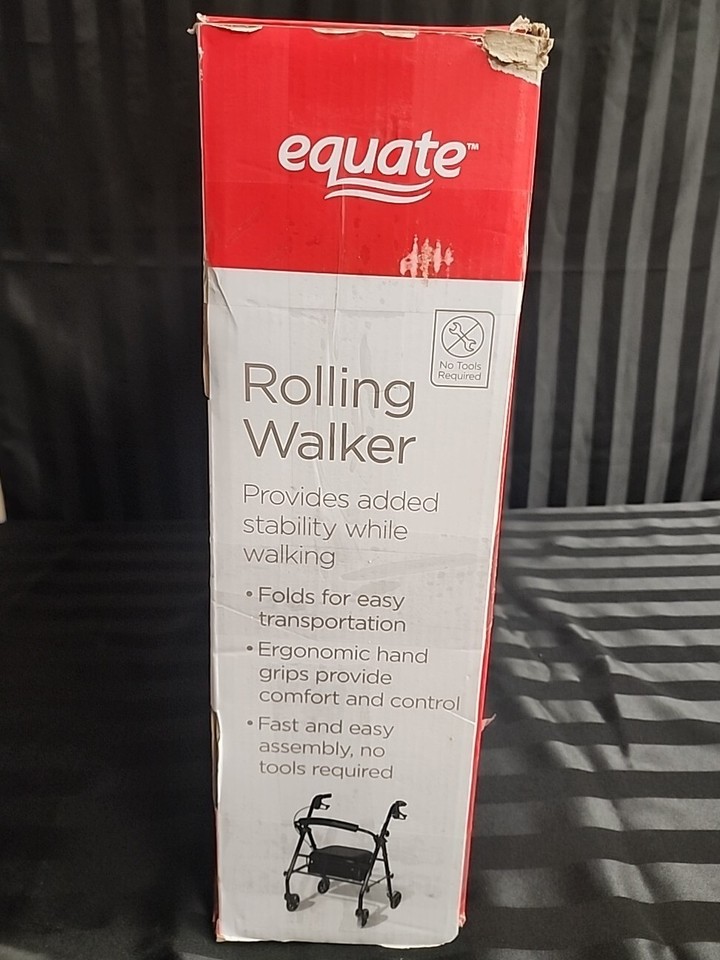 equate™
No Tools
Required
Rolling
Walker
Provides added
stability while
walking
• Folds for easy
transportation
• Ergonomic hand
grips provide
comfort and control
• Fast and easy
assembly, no
tools required